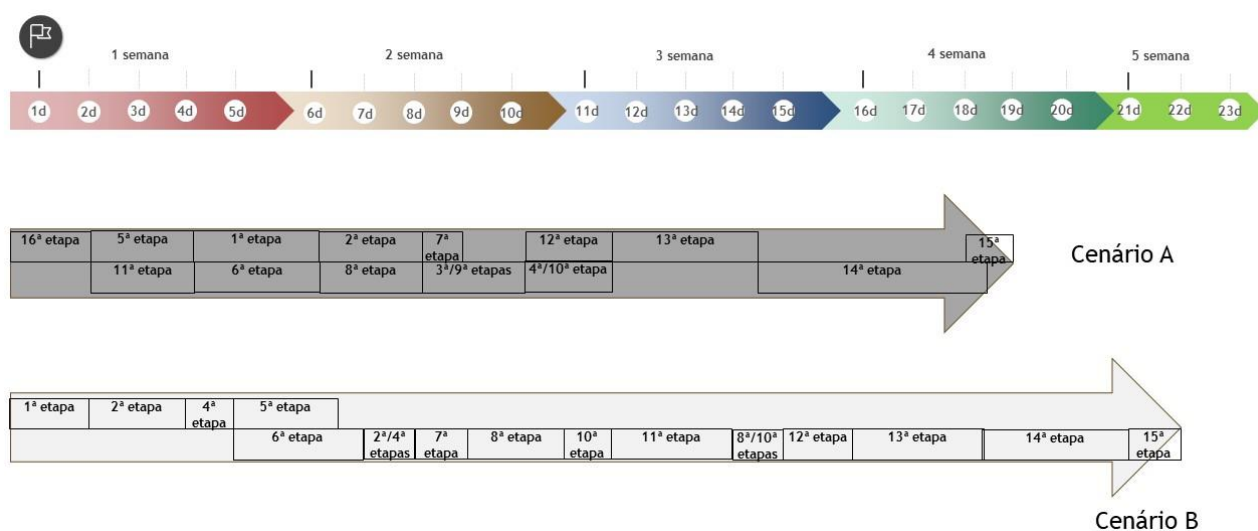 1 semana
2 semana
3 semana
4 semana
5 semana
1d 2d 3d 4d 5d 6d 7d 8d 9d 10d 11d 12d 13d 14d 15d 16d 17d 18d 19d 20d 21d 22d 23d
16ª etapa
5ª etapa
1ª etapa
2ª etapa
7ª
etapa
12ª etapa
13ª etapa
15ª
etapa
11ª etapa
6ª etapa
8ª etapa
3ª/9ª etapas
4ª/10ª etapa
14ª etapa
Cenário A
1ª etapa
2ª etapa
4ª
etapa
5ª etapa
6ª etapa
2ª/4ª
etapas
7ª
etapa
8ª etapa
10ª
etapa
11ª etapa
8ª/10ª
etapas
12ª etapa
13ª etapa
14ª etapa
15ª
etapa
Cenário B